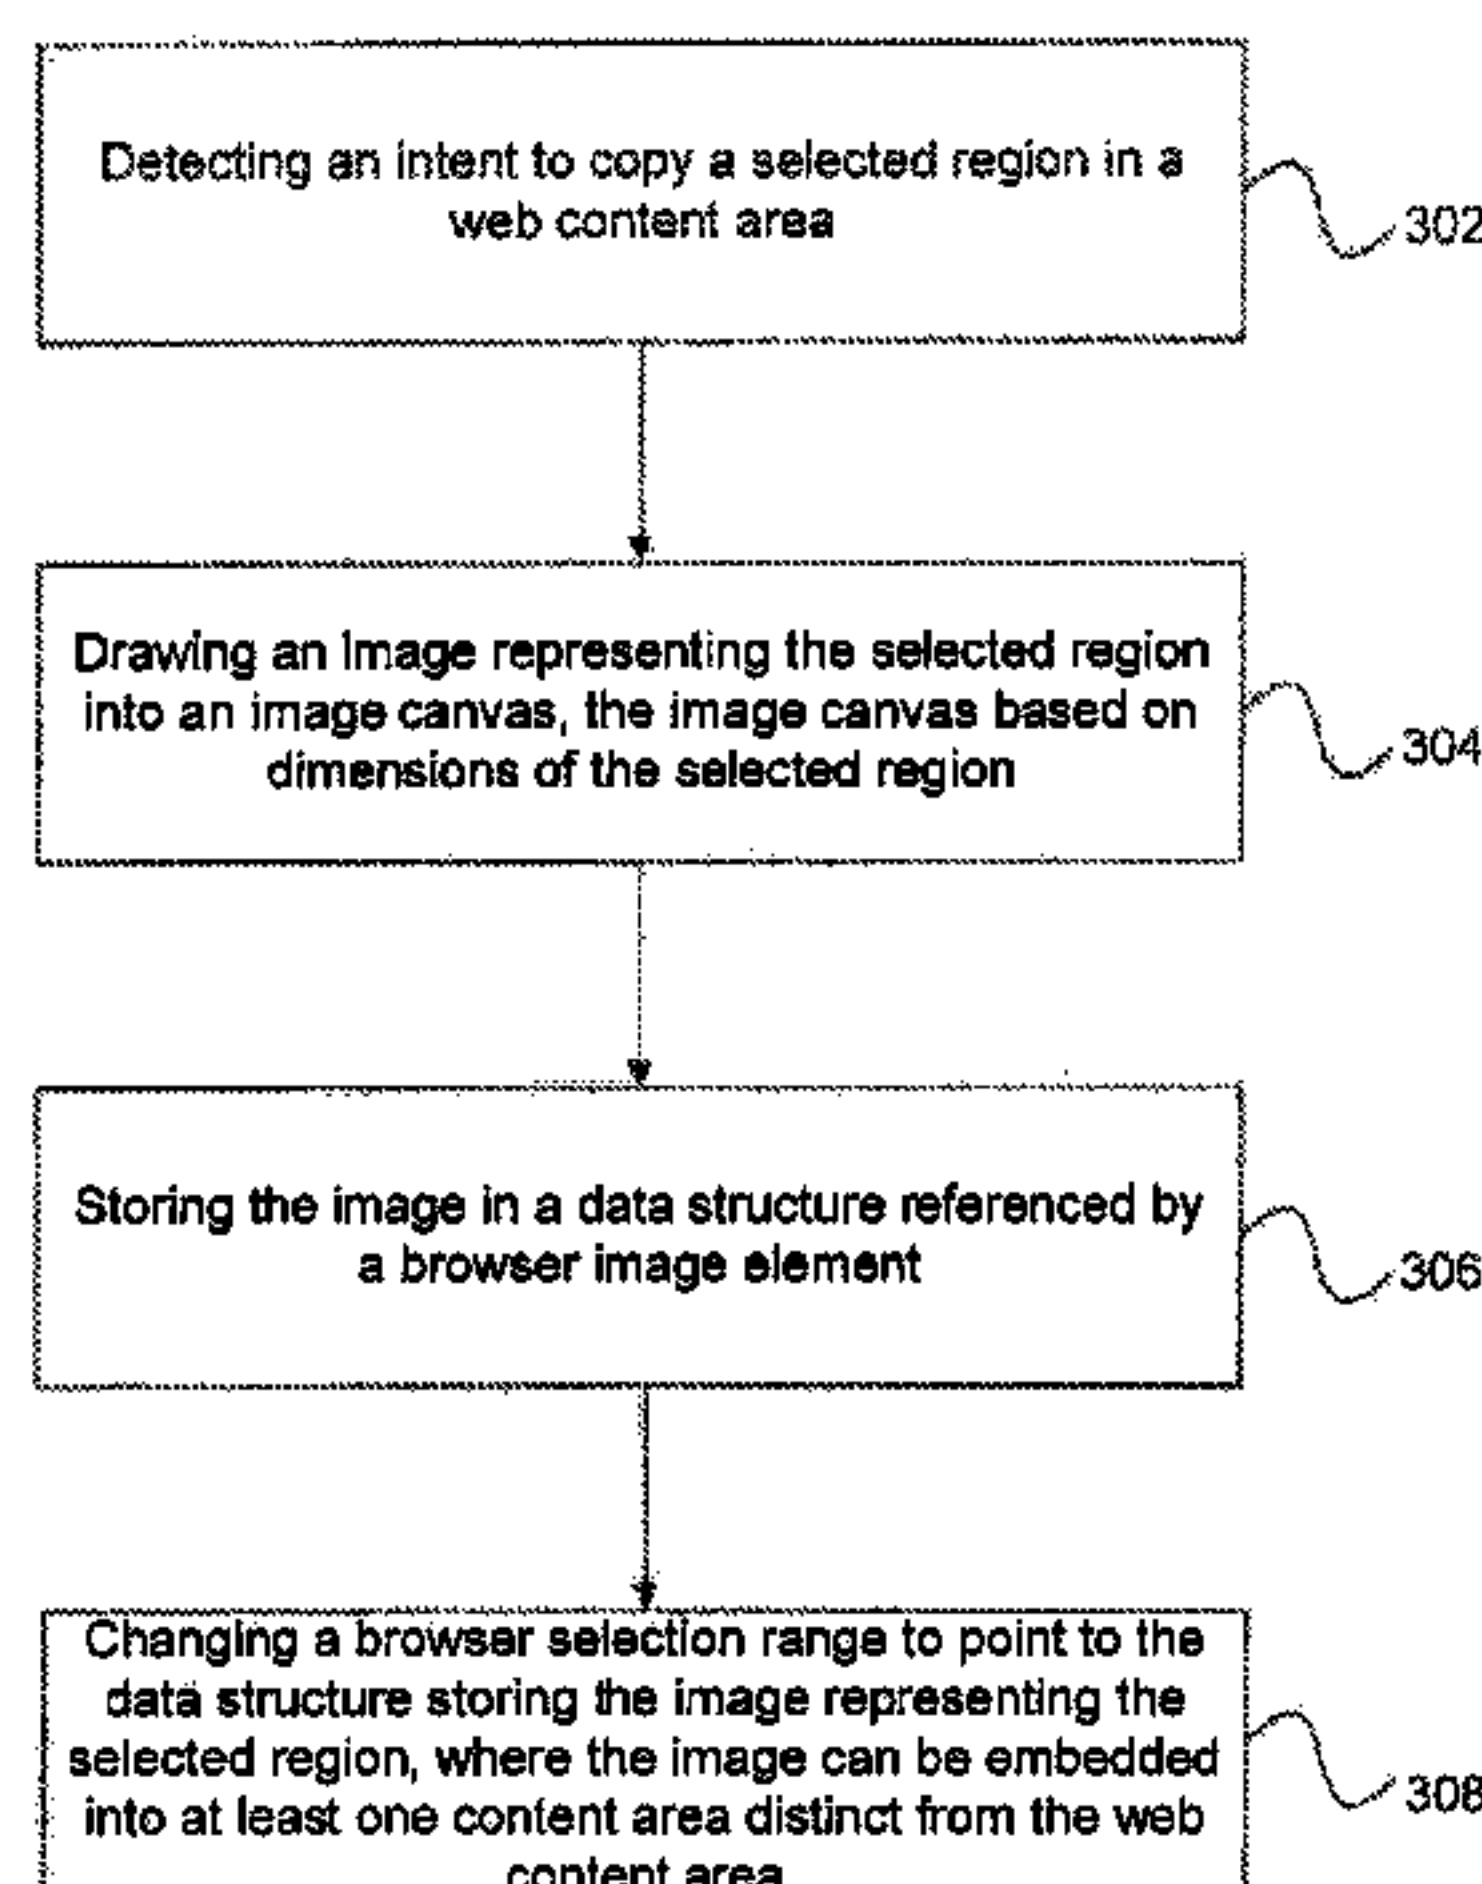 Detecting an intent to copy a selected region in a
web content area
302
Drawing an image representing the selected region
into an image canvas, the image canvas based on
dimensions of the selected region
304
Storing the image in a data structure referenced by
a browser image element
306
Changing a browser selection range to point to the
data structure storing the image representing the
selected region, where the image can be embedded
into at least one content area distinct from the web
content area
308